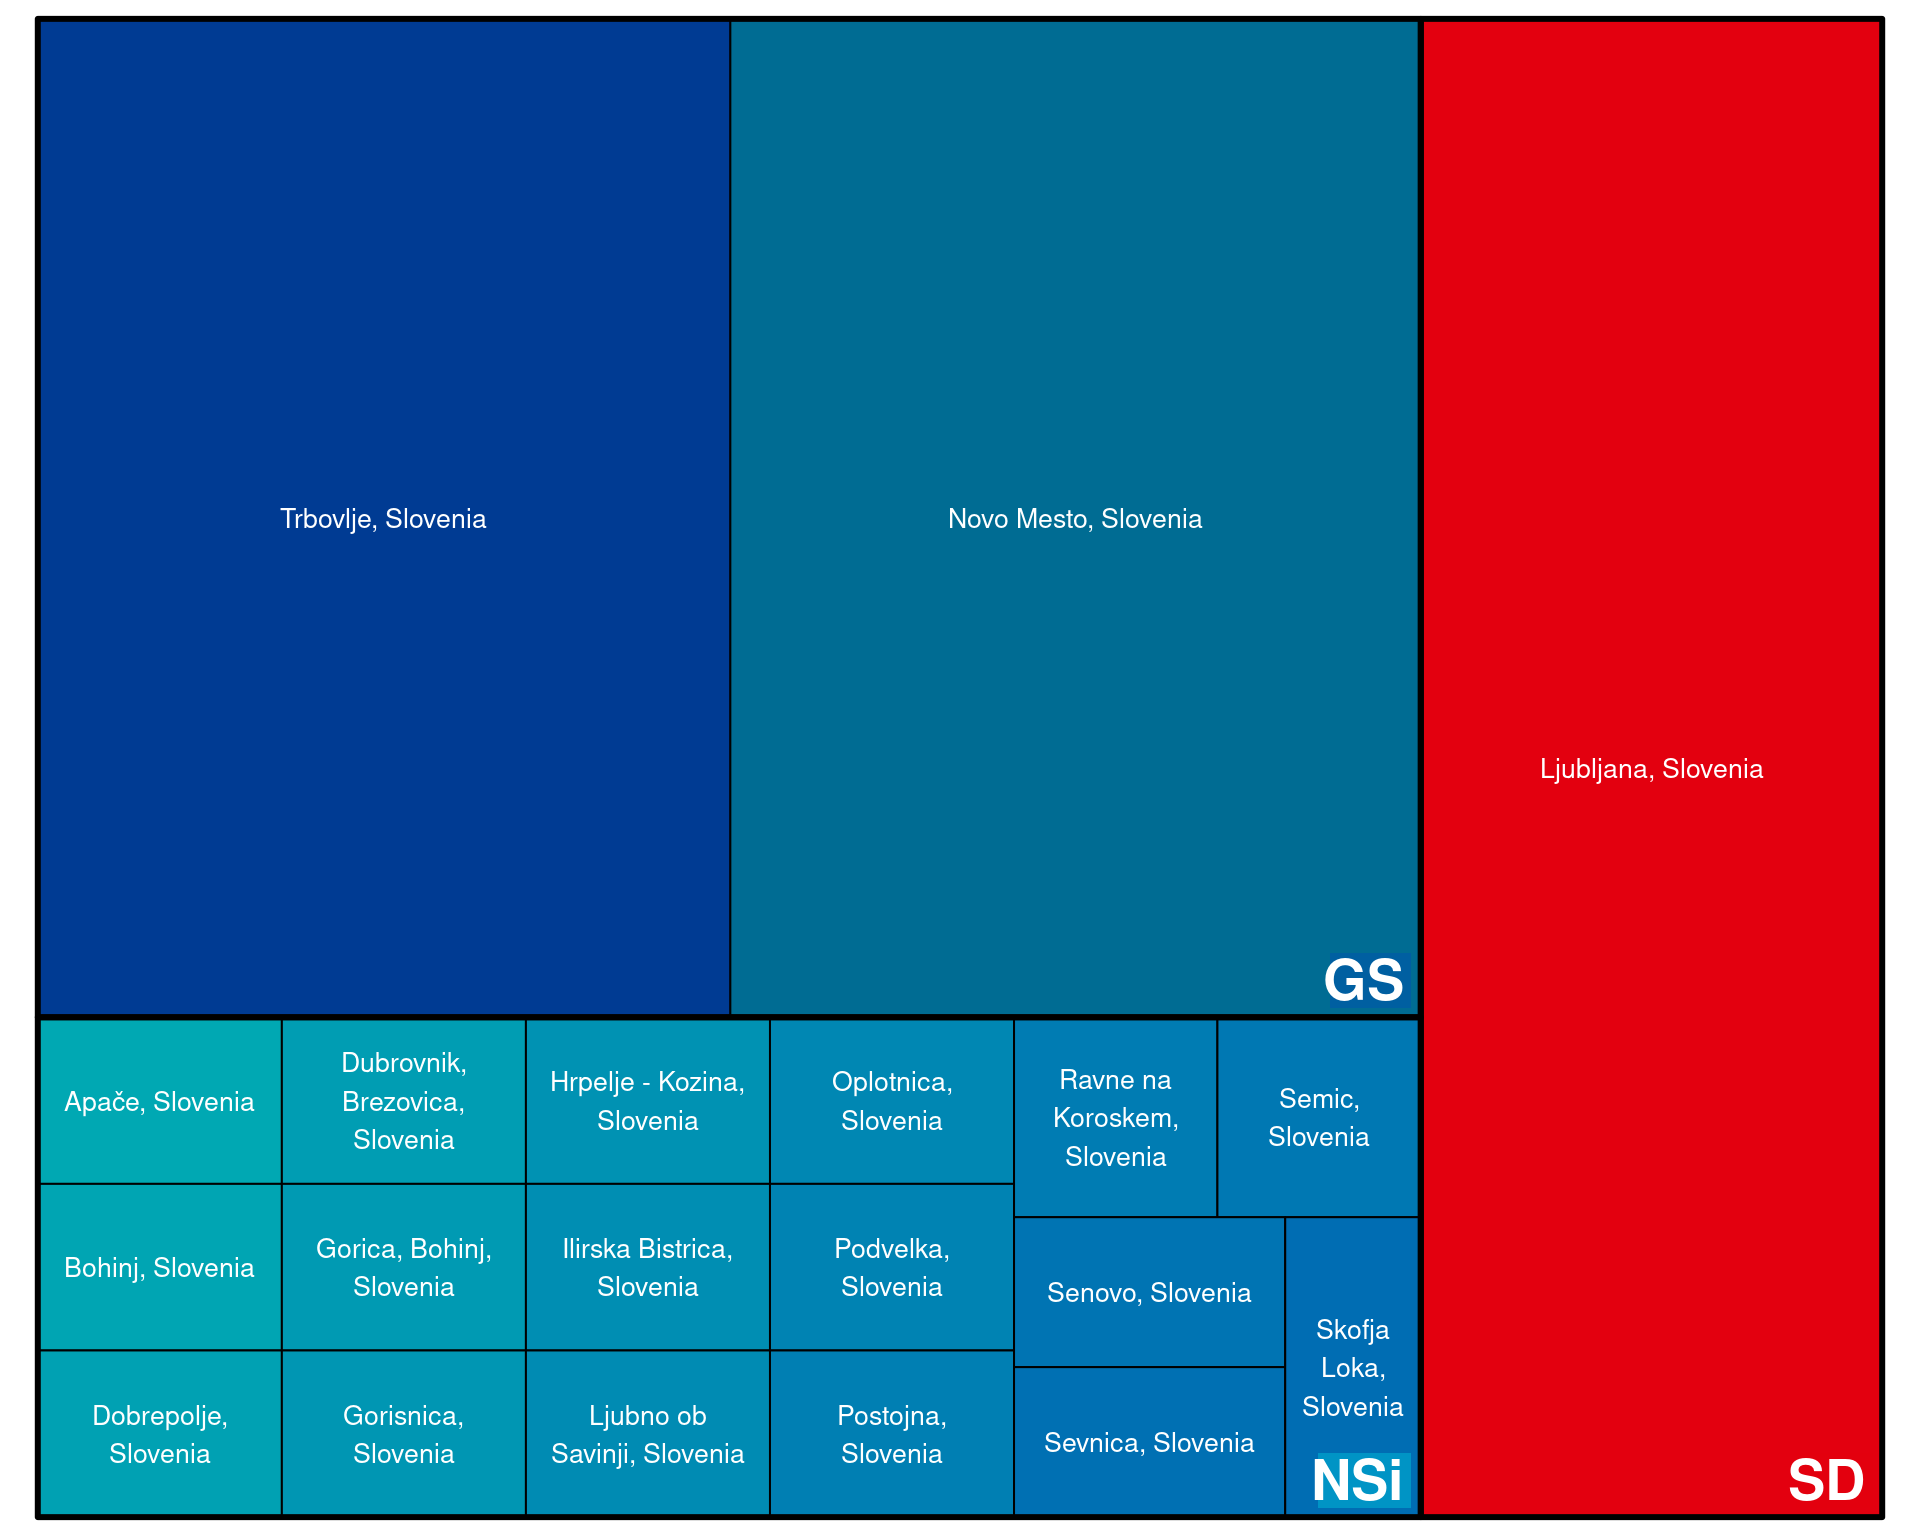 Trbovlje, Slovenia
Novo Mesto, Slovenia
GS
Ljubljana, Slovenia
SD
Apače, Slovenia
Bohinj, Slovenia
Dobrepolje,
Slovenia
Dubrovnik,
Brezovica,
Slovenia
Gorica, Bohinj,
Slovenia
Gorisnica,
Slovenia
Hrpelje - Kozina,
Slovenia
Ilirska Bistrica,
Slovenia
Ljubno ob
Savinji, Slovenia
Oplotnica,
Slovenia
Podvelka,
Slovenia
Postojna,
Slovenia
Ravne na
Koroskem,
Slovenia
Semic,
Slovenia
Senovo, Slovenia
Sevnica, Slovenia
Skofja
Loka,
Slovenia
NSi